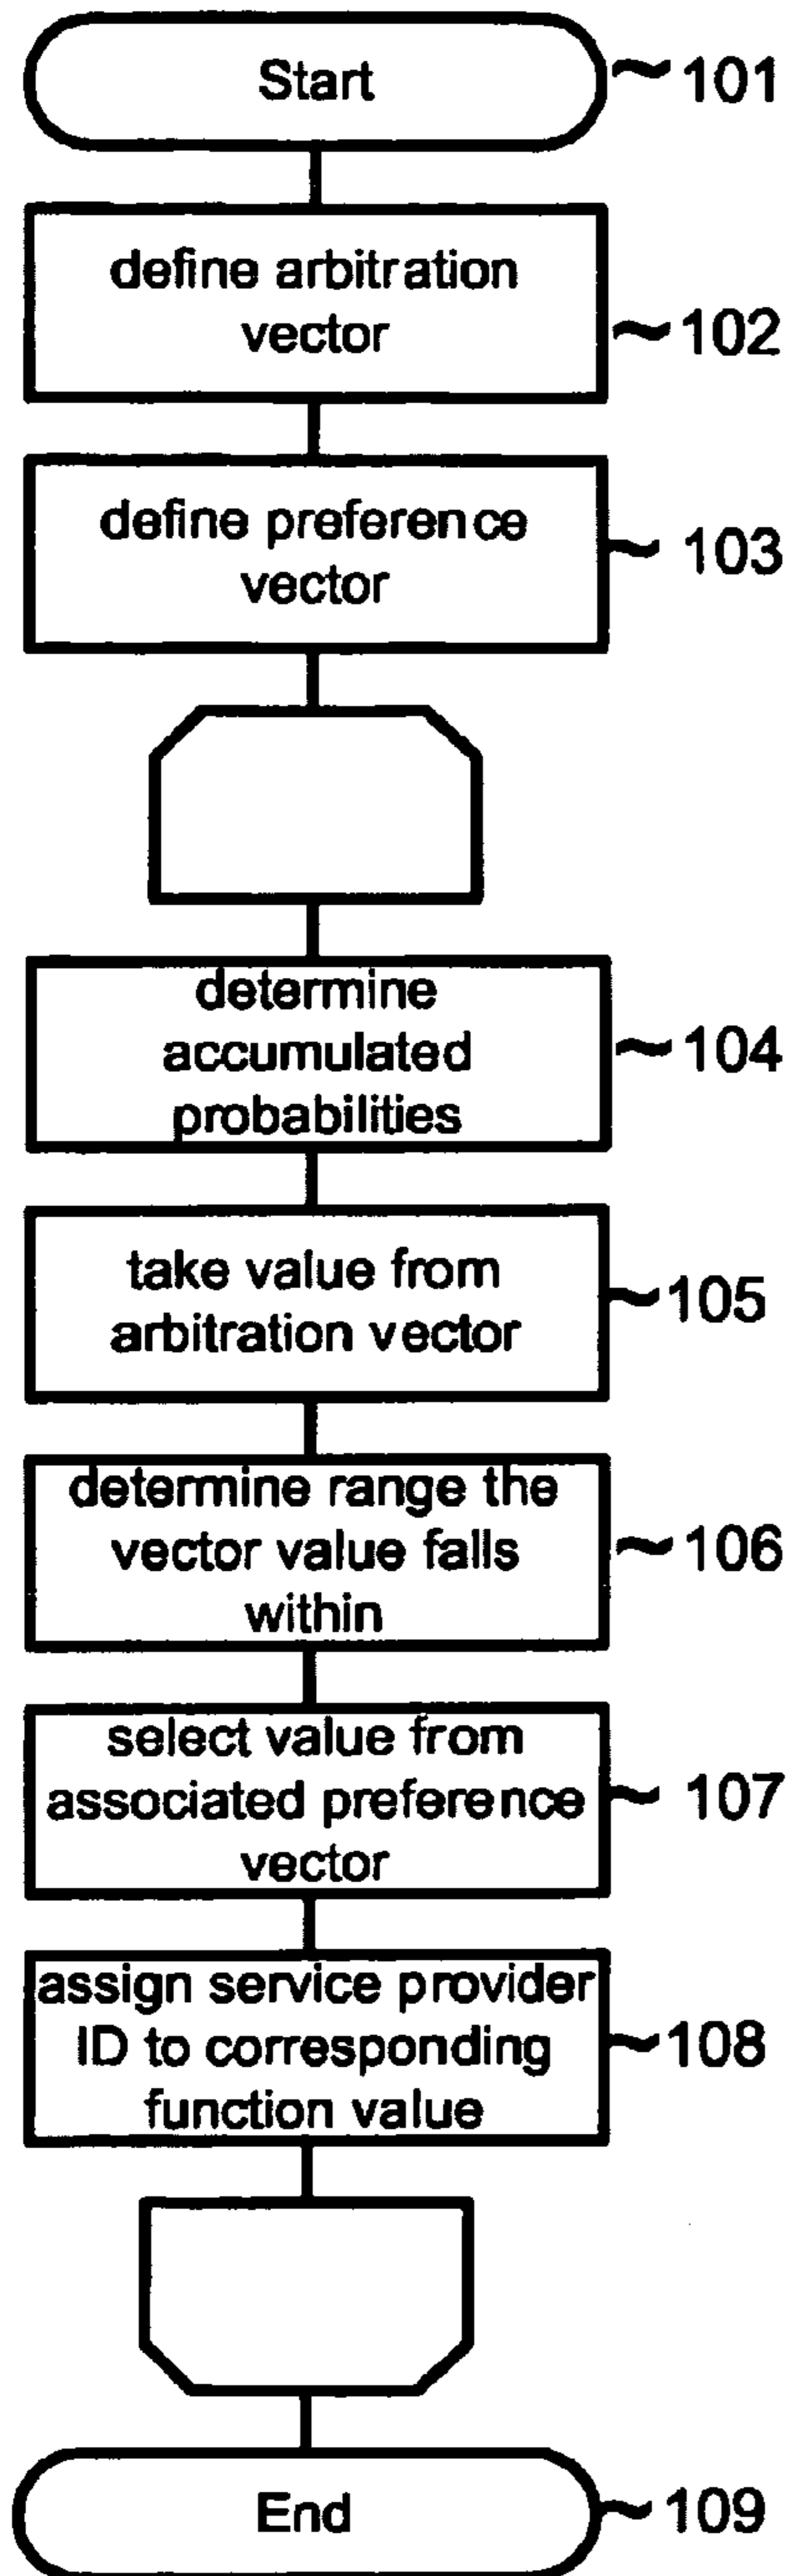 Start
~101
define arbitration
vector
~102
define preference
vector
~103
determine
accumulated
probabilities
~104
take value from
arbitration vector
~105
determine range the
vector value falls
within
~106
select value from
associated preference
vector
~107
assign service provider
ID to corresponding
function value
~108
End
~109